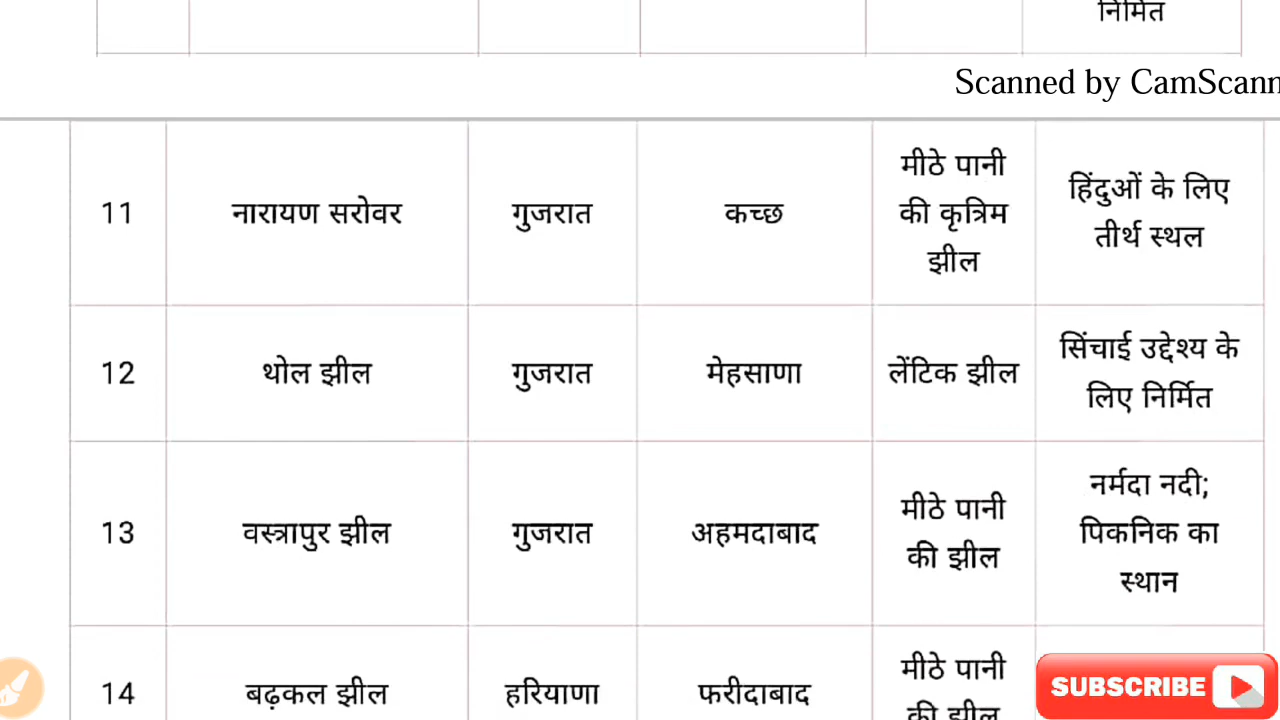 निर्मित
Scanned by CamScann
11 नारायण सरोवर गुजरात कच्छ मीठे पानी की कृत्रिम झील हिंदुओं के लिए तीर्थ स्थल
12 थोल झील गुजरात मेहसाणा लेंटिक झील सिंचाई उद्देश्य के लिए निर्मित
13 वस्त्रापुर झील गुजरात अहमदाबाद मीठे पानी की झील नर्मदा नदी; पिकनिक का स्थान
14 बढ़कल झील हरियाणा फरीदाबाद मीठे पानी की झील
SUBSCRIBE